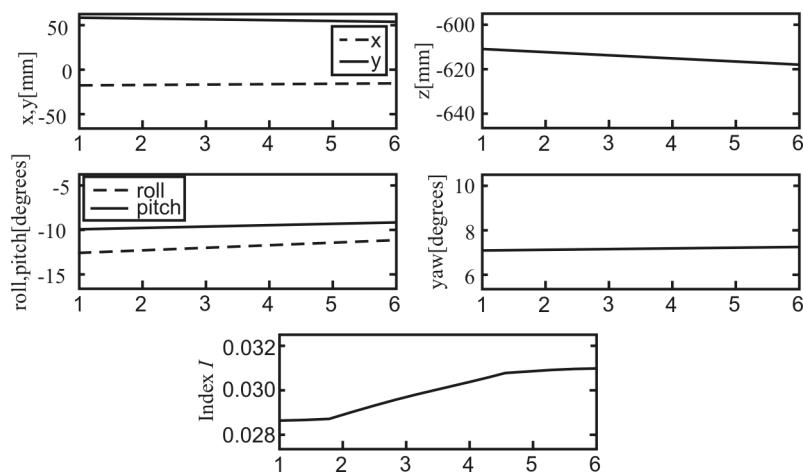 x,y[mm]
50
0
-50
x
y
1 2 3 4 5 6
z[mm]
-600
-620
-640
1 2 3 4 5 6
roll,pitch[degrees]
-5
-10
-15
roll
pitch
1 2 3 4 5 6
yaw[degrees]
10
8
6
1 2 3 4 5 6
Index I
0.032
0.030
0.028
1 2 3 4 5 6